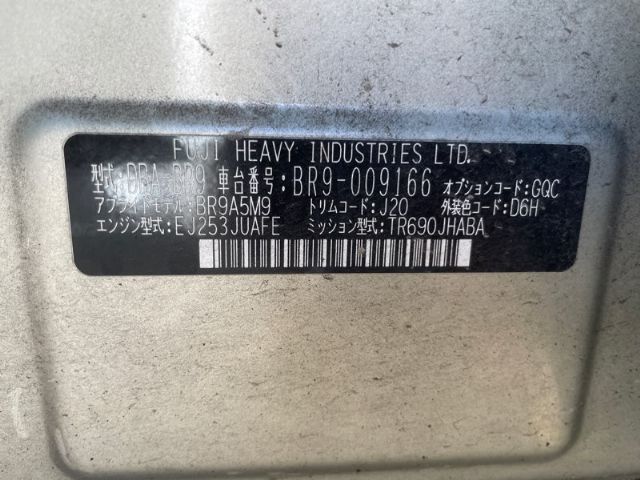 FUJI HEAVY INDUSTRIES LTD.
型式:DBA-BR9 車台番号:BR9-009166 オプションコード:GQC
アプライドモデル:BR9A5M9 トリムコード:J20 外装色コード:D6H
エンジン型式:EJ253JUAFE ミッション型式:TR690JHABA